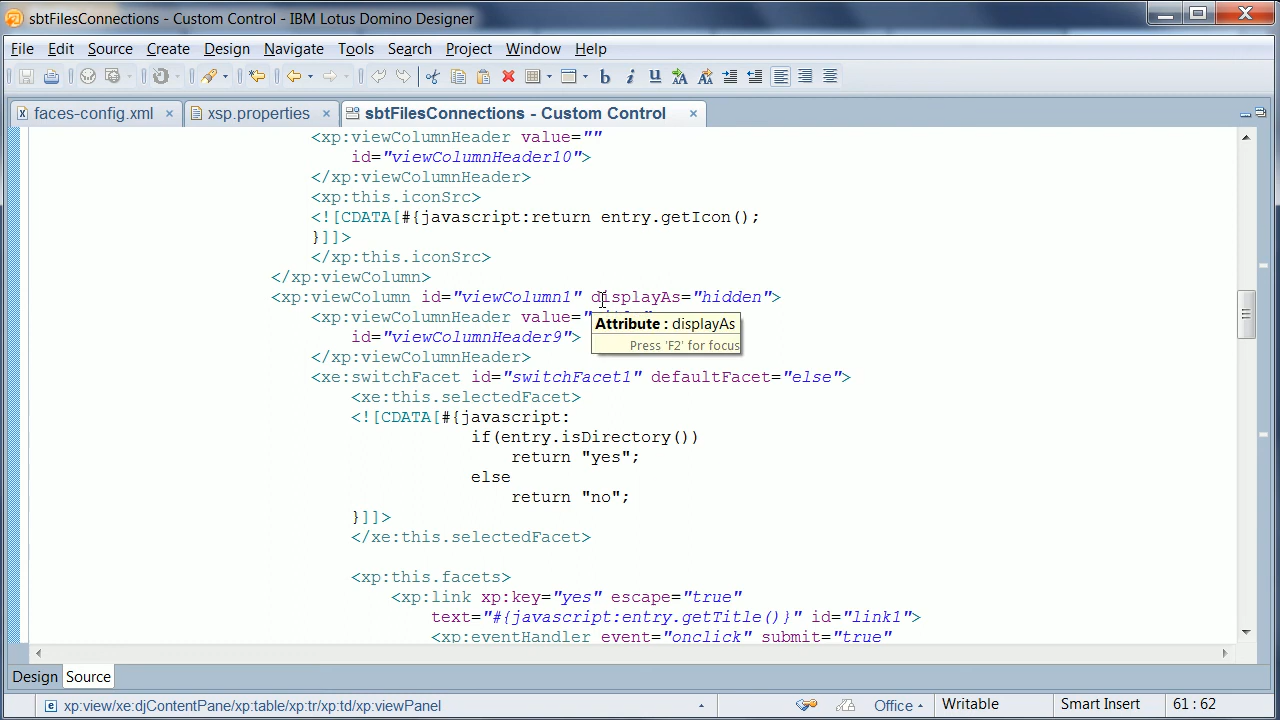 sbtFilesConnections - Custom Control - IBM Lotus Domino Designer
File Edit Source Create Design Navigate Tools Search Project Window Help
faces-config.xml xsp.properties sbtFilesConnections - Custom Control
<xp:viewColumnHeader value=""
id="viewColumnHeader10">
</xp:viewColumnHeader>
<xp:this.iconSrc>
<![CDATA[#{javascript:return entry.getIcon();
}]]>
</xp:this.iconSrc>
</xp:viewColumn>
<xp:viewColumn id="viewColumn1" displayAs="hidden">
<xp:viewColumnHeader value="
Attribute : displayAs
id="viewColumnHeader9">
Press 'F2' for focus
</xp:viewColumnHeader>
<xe:switchFacet id="switchFacet1" defaultFacet="else">
<xe:this.selectedFacet>
<![CDATA[#{javascript:
if(entry.isDirectory())
return "yes";
else
return "no";
}]]>
</xe:this.selectedFacet>
<xp:this.facets>
<xp:link xp:key="yes" escape="true"
text="#{javascript:entry.getTitle()}" id="link1">
<xp:eventHandler event="onclick" submit="true"
Design Source
xp:view/xe:djContentPane/xp:table/xp:tr/xp:td/xp:viewPanel Office Writable Smart Insert 61 : 62